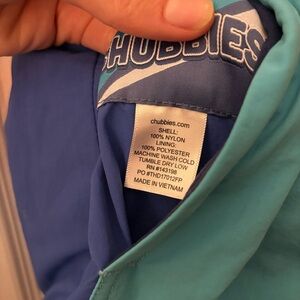 CHUBBIES
chubbies.com
SHELL:
100% NYLON
LINING:
100% POLYESTER
MACHINE WASH COLD
TUMBLE DRY LOW
RN #143198
PO #THD17012FP
MADE IN VIETNAM